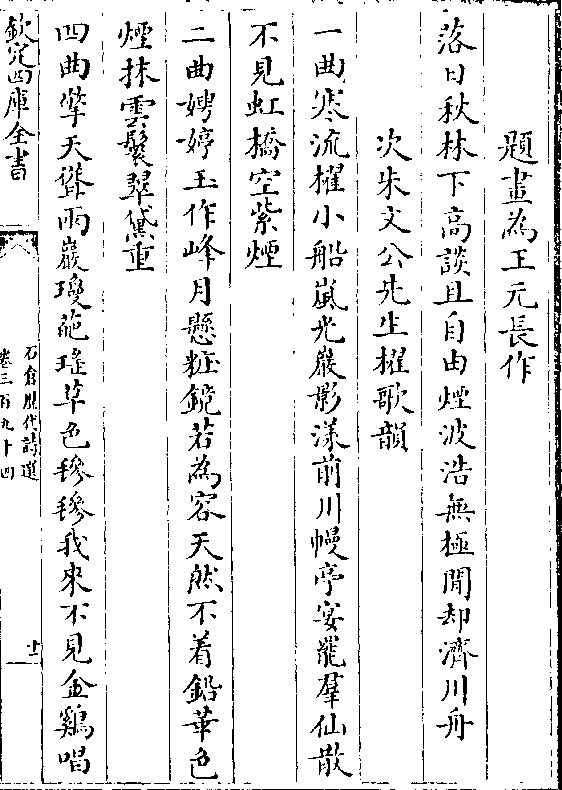 題畫為王元長作
落日秋林下高談且自由煙波浩無極閒却濟川舟
次朱文公先生櫂歌韻
一曲寒流櫂小船嵐光巖影漾前川幔亭宴罷羣仙散
不見虹橋空紫煙
二曲娉婷玉作峰月懸粧鏡若為容天然不着鉛華色
煙抹雲鬟翠黛重
四曲擎天聳兩巖瓊葩瑤草色毿毿我來不見金鷄唱
欽定四庫全書
石倉歷代詩選
卷三百九十四
十二